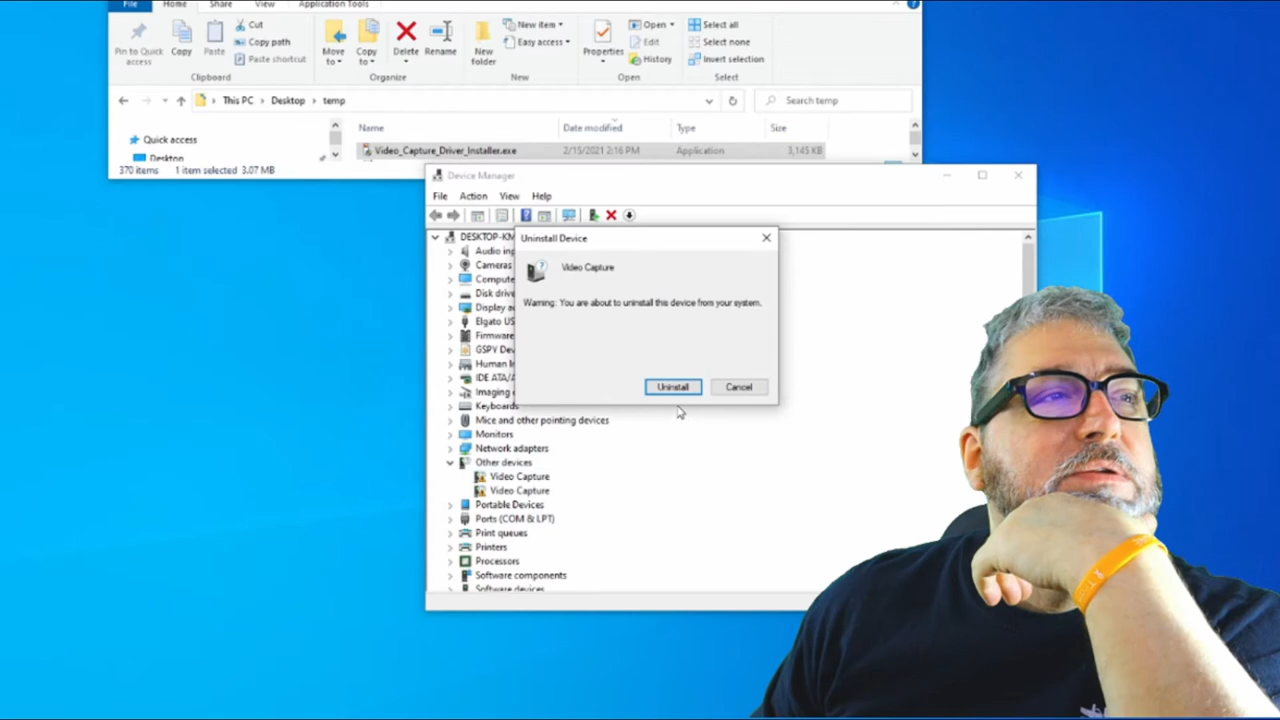 File Home Share View Application Tools
Pin to Quick access
Copy
Paste
Cut
Copy path
Paste shortcut
Clipboard
Move to
Copy to
Delete
Rename
Organize
New folder
New item
Easy access
New
Properties
Open
Edit
History
Open
Select all
Select none
Invert selection
Select
This PC > Desktop > temp
Search temp
Quick access
Desktop
Name Date modified Type Size
Video_Capture_Driver_Installer.exe 2/15/2021 2:16 PM Application 3,145 KB
370 items 1 item selected 3.07 MB
Device Manager
File Action View Help
DESKTOP-KM
Audio inp
Cameras
Compute
Disk drive
Display a
Elgato US
Firmware
GSPY Dev
Human In
IDE ATA/A
Imaging
Keyboards
Mice and other pointing devices
Monitors
Network adapters
Other devices
Video Capture
Video Capture
Portable Devices
Ports (COM & LPT)
Print queues
Printers
Processors
Software components
Software devices
Uninstall Device
Video Capture
Warning: You are about to uninstall this device from your system.
Uninstall Cancel